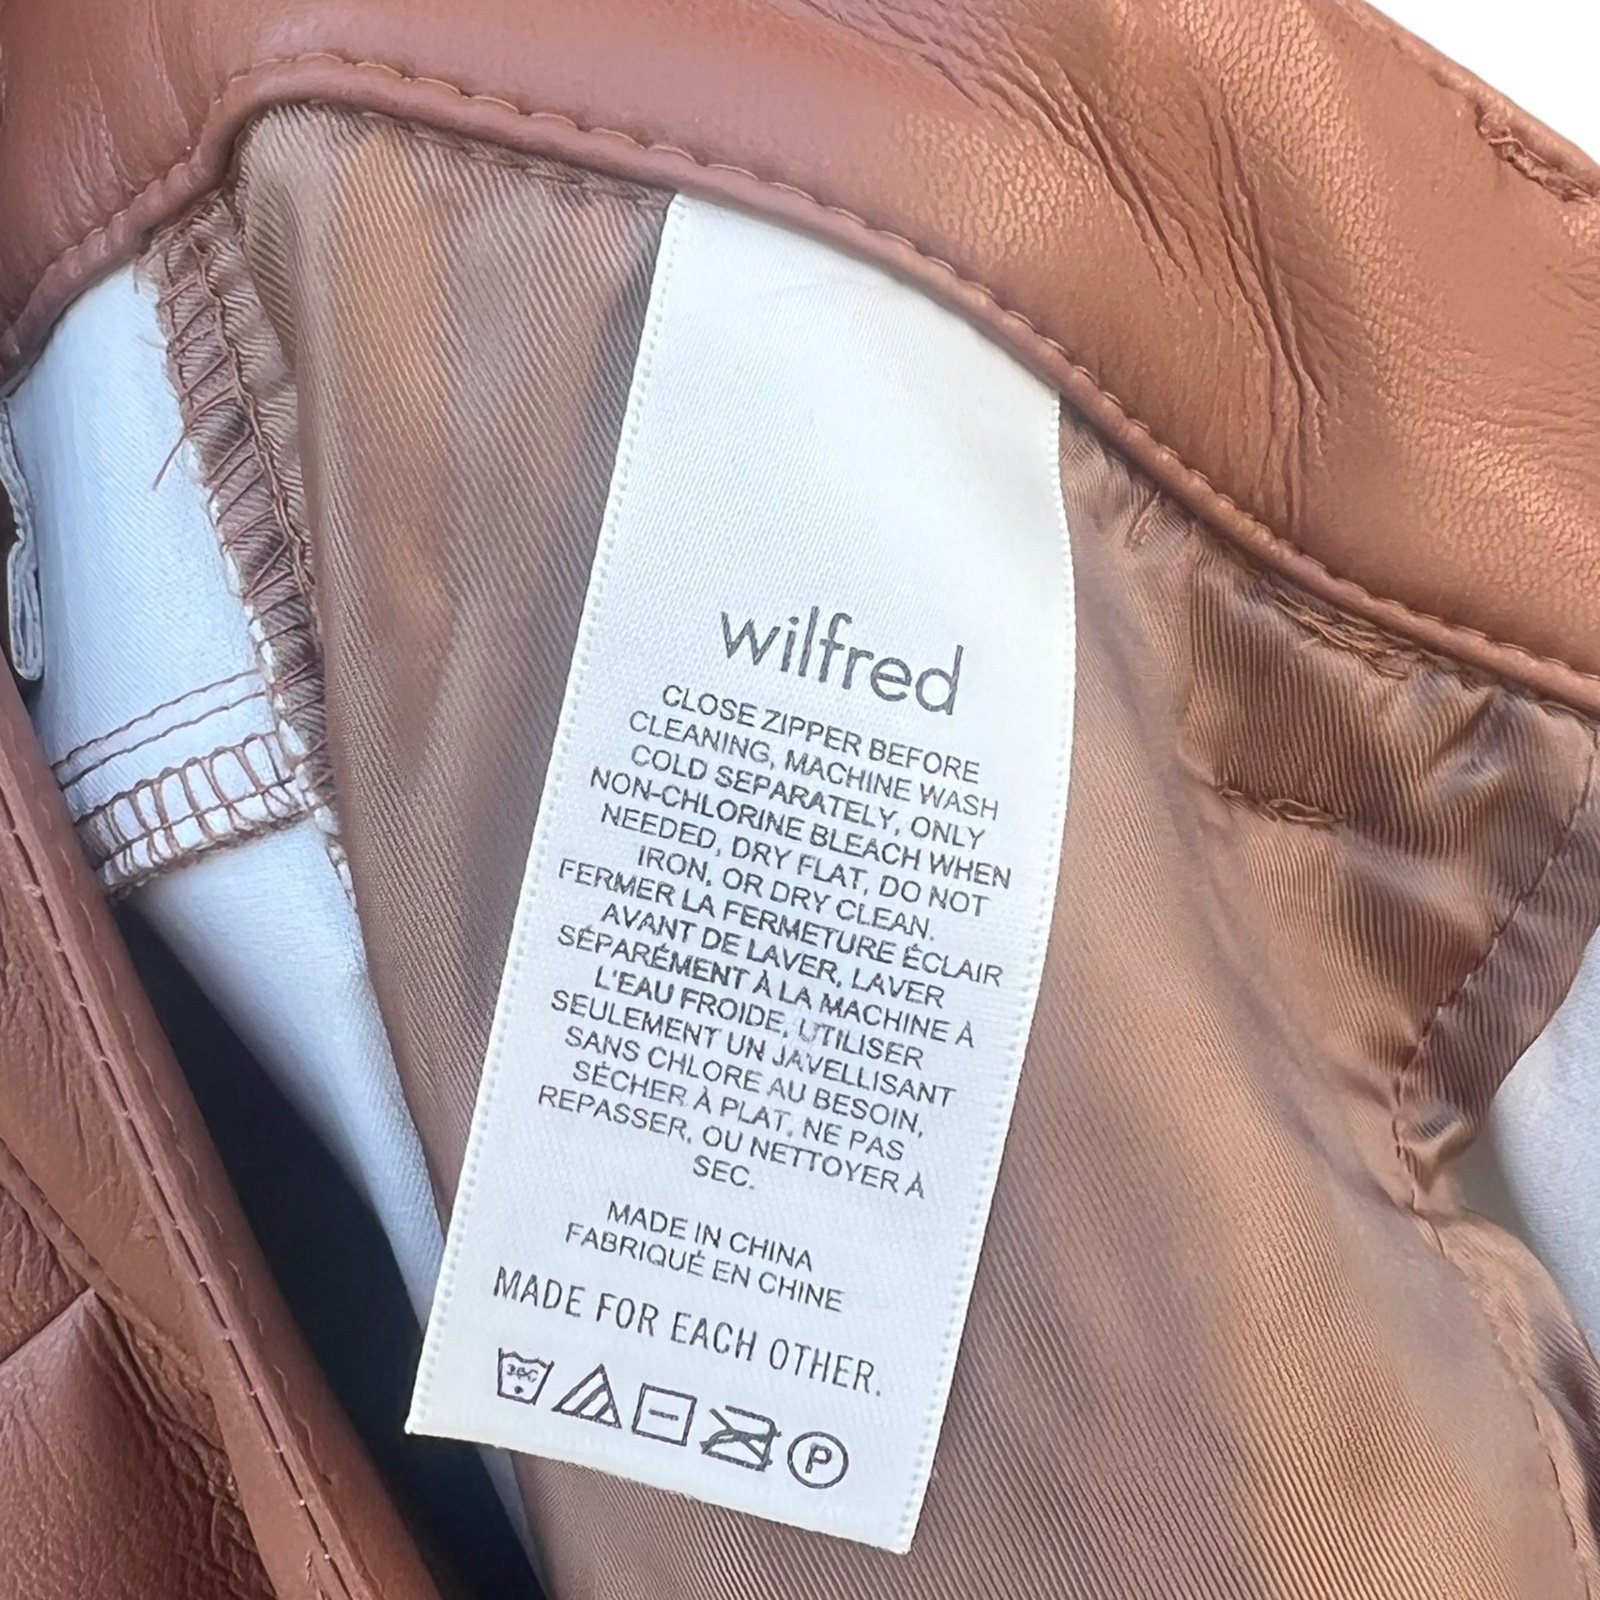 wilfred
CLOSE ZIPPER BEFORE
CLEANING, MACHINE WASH
COLD SEPARATELY, ONLY
NON-CHLORINE BLEACH WHEN
NEEDED, DRY FLAT, DO NOT
IRON, OR DRY CLEAN.
FERMER LA FERMETURE ÉCLAIR
AVANT DE LAVER, LAVER
SÉPARÉMENT À LA MACHINE À
L'EAU FROIDE, UTILISER
SEULEMENT UN JAVELLISANT
SANS CHLORE AU BESOIN,
SÉCHER À PLAT, NE PAS
REPASSER, OU NETTOYER À
SEC.
MADE IN CHINA
FABRIQUÉ EN CHINE
MADE FOR EACH OTHER.
30C P